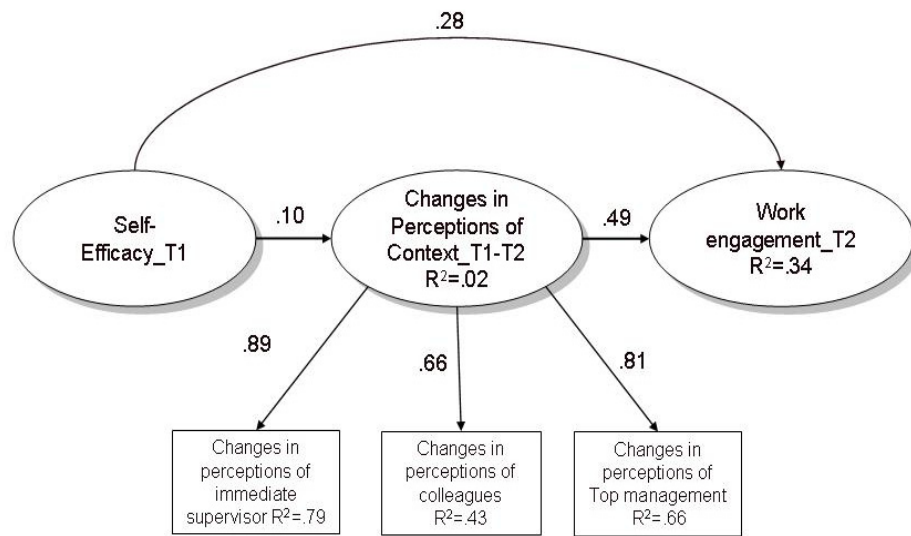 .28
Self-
Efficacy_T1
.10
Changes in
Perceptions of
Context_T1-T2
R²=.02
.49
Work
engagement_T2
R²=.34
.89
.66
.81
Changes in
perceptions of
immediate
supervisor R²=.79
Changes in
perceptions of
colleagues
R²=.43
Changes in
perceptions of
Top management
R²=.66